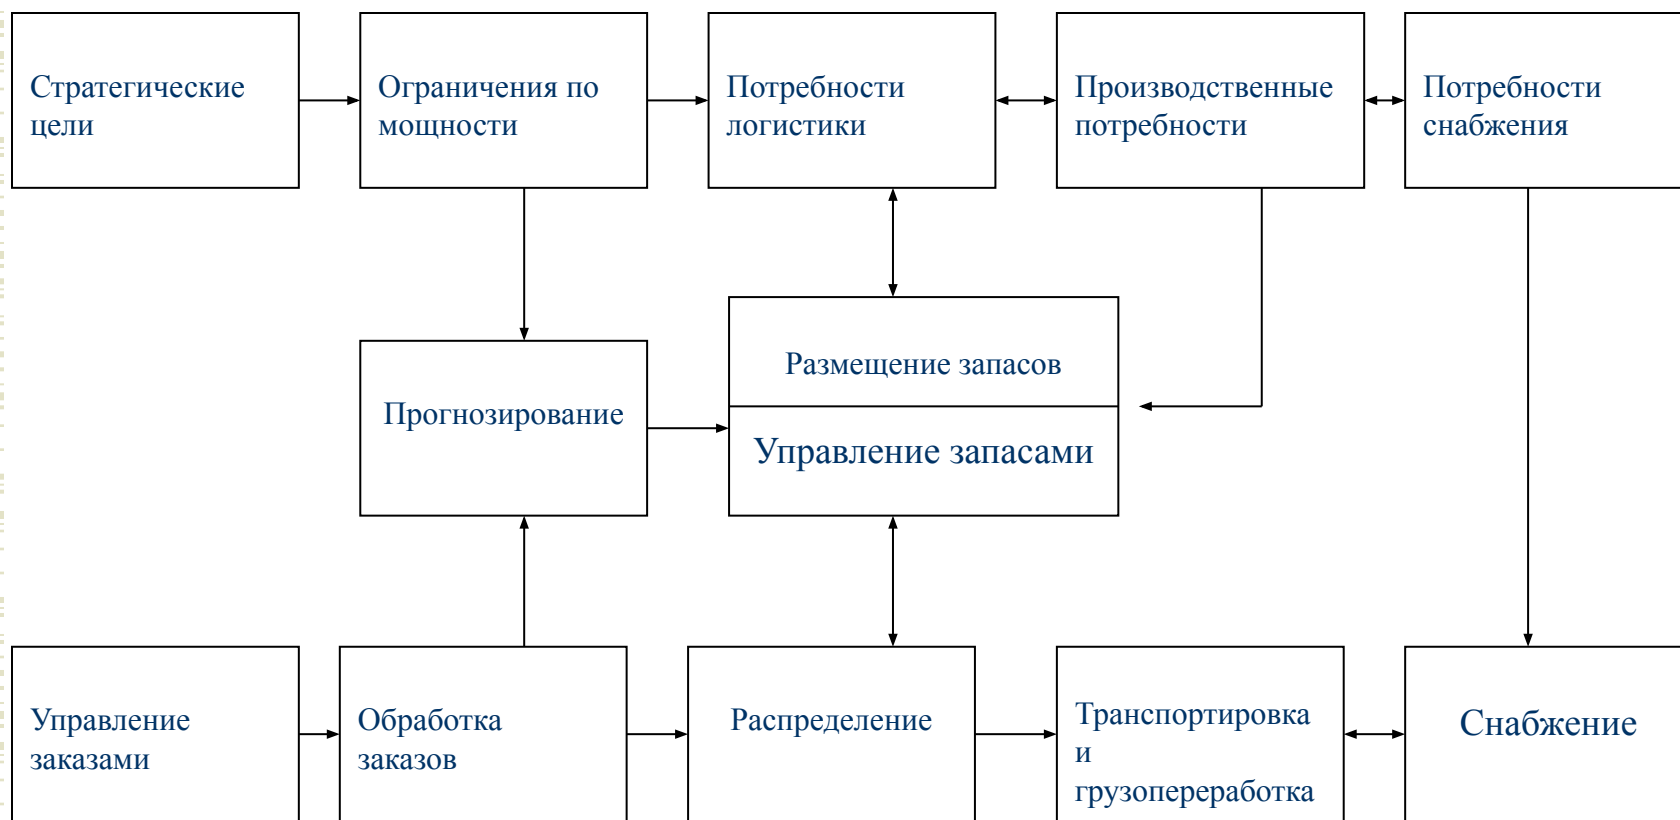 Стратегические
цели
Ограничения по
мощности
Потребности
логистики
Производственные
потребности
Потребности
снабжения
Прогнозирование
Размещение запасов
Управление запасами
Управление
заказами
Обработка
заказов
Распределение
Транспортировка
и
грузопереработка
Снабжение